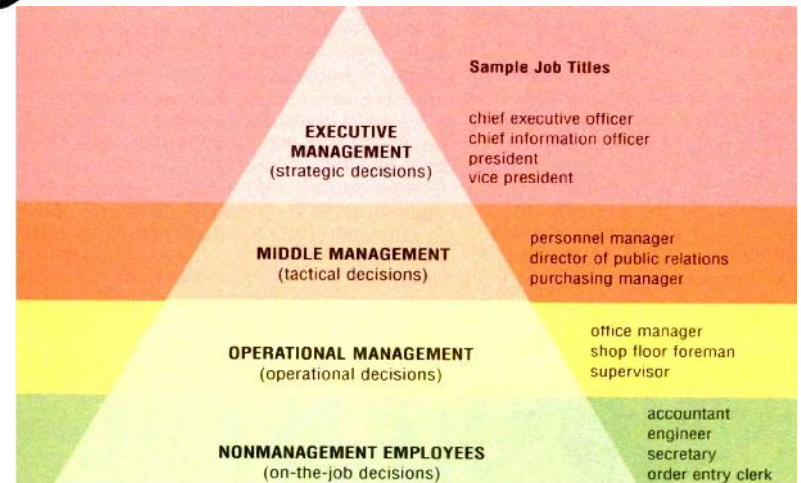 Sample Job Titles
EXECUTIVE
MANAGEMENT
(strategic decisions)
chief executive officer
chief information officer
president
vice president
MIDDLE MANAGEMENT
(tactical decisions)
personnel manager
director of public relations
purchasing manager
OPERATIONAL MANAGEMENT
(operational decisions)
office manager
shop floor foreman
supervisor
NONMANAGEMENT EMPLOYEES
(on-the-job decisions)
accountant
engineer
secretary
order entry clerk